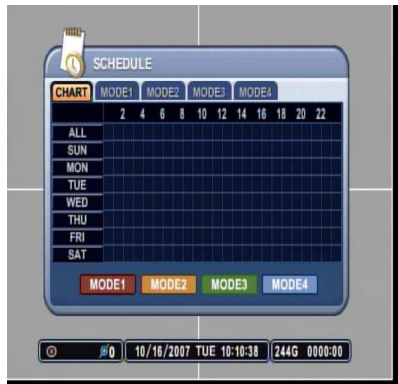 SCHEDULE
CHART MODE1 MODE2 MODE3 MODE4
2 4 6 8 10 12 14 16 18 20 22
ALL
SUN
MON
TUE
WED
THU
FRI
SAT
MODE1 MODE2 MODE3 MODE4
0 10/16/2007 TUE 10:10:38 244G 0000:00